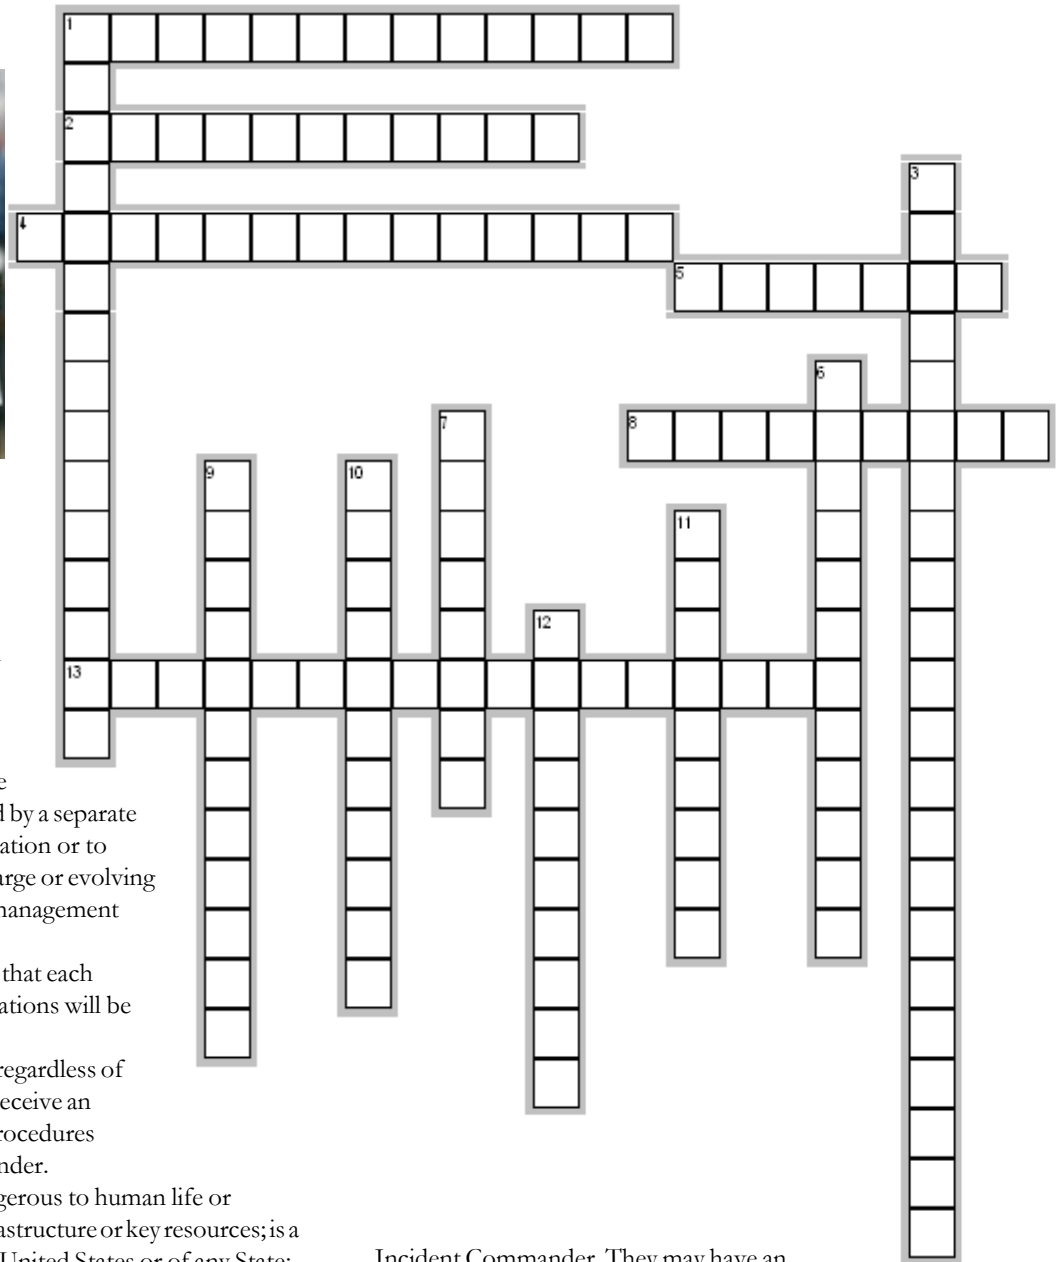 1
2
3
4
5
6
7
8
9
10
11
12
13
by a separate
ation or to
arge or evolving
management
that each
ations will be
regardless of
eceive an
rocedures
nder.
gerous to human life or
astructure or key resources; is a
United States or of any State;
Incident Commander. They may have an